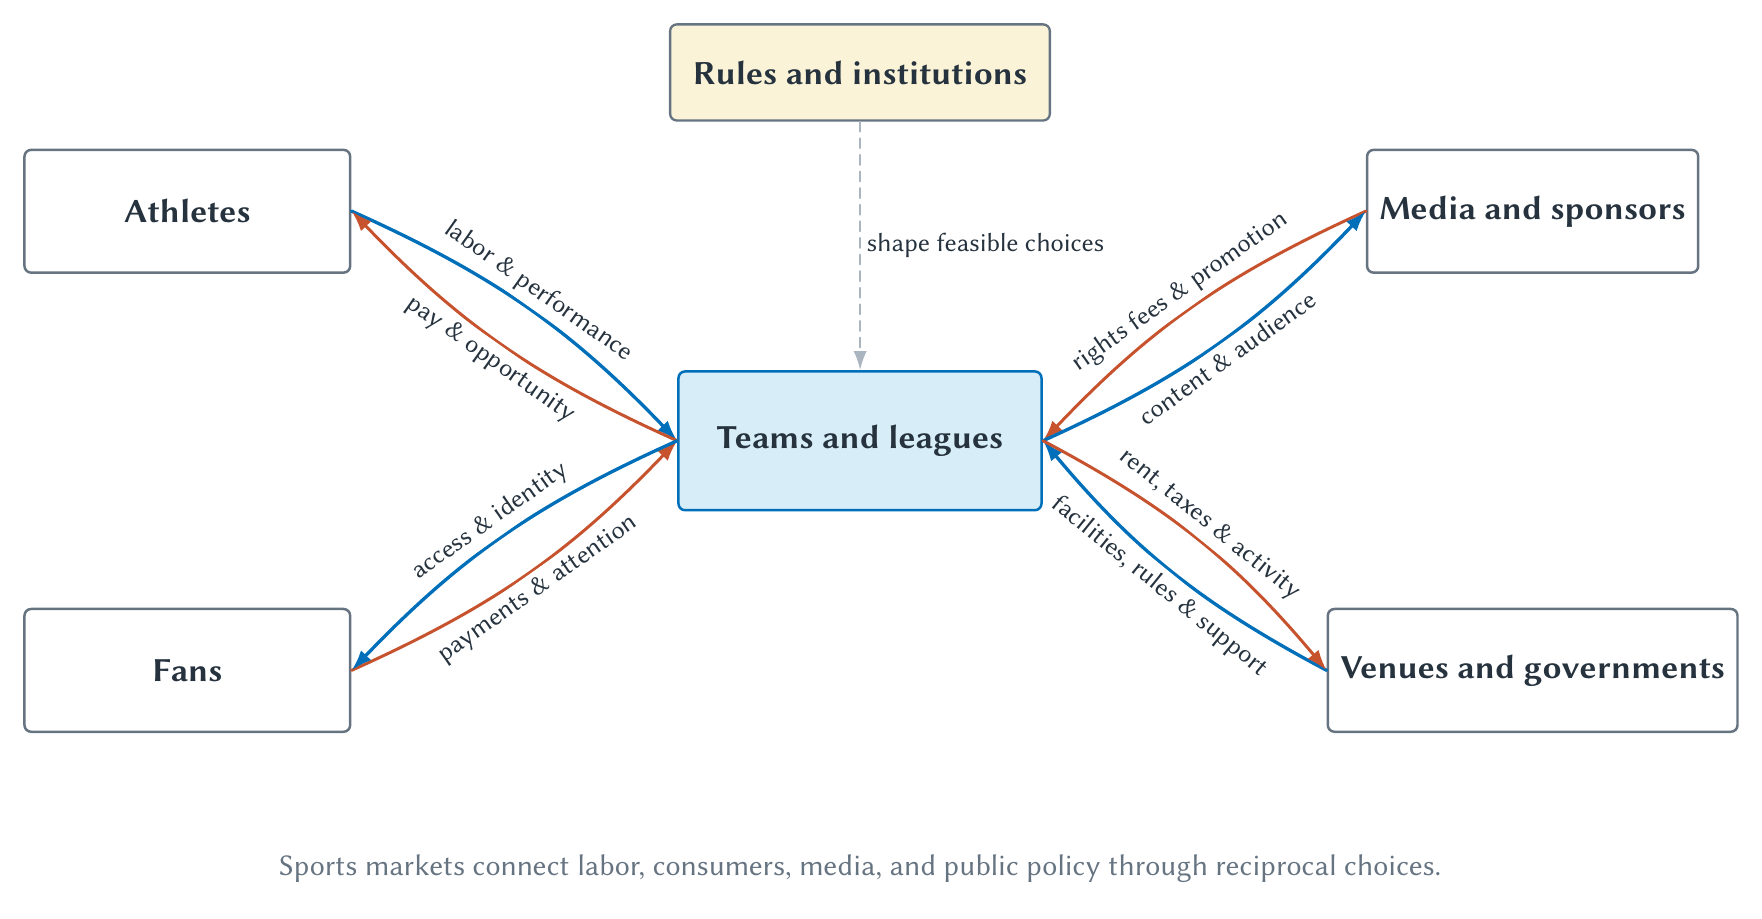 Rules and institutions
Athletes
Media and sponsors
labor & performance
pay & opportunity
shape feasible choices
rights fees & promotion
content & audience
Teams and leagues
access & identity
payments & attention
rent, taxes & activity
facilities, rules & support
Fans
Venues and governments
Sports markets connect labor, consumers, media, and public policy through reciprocal choices.